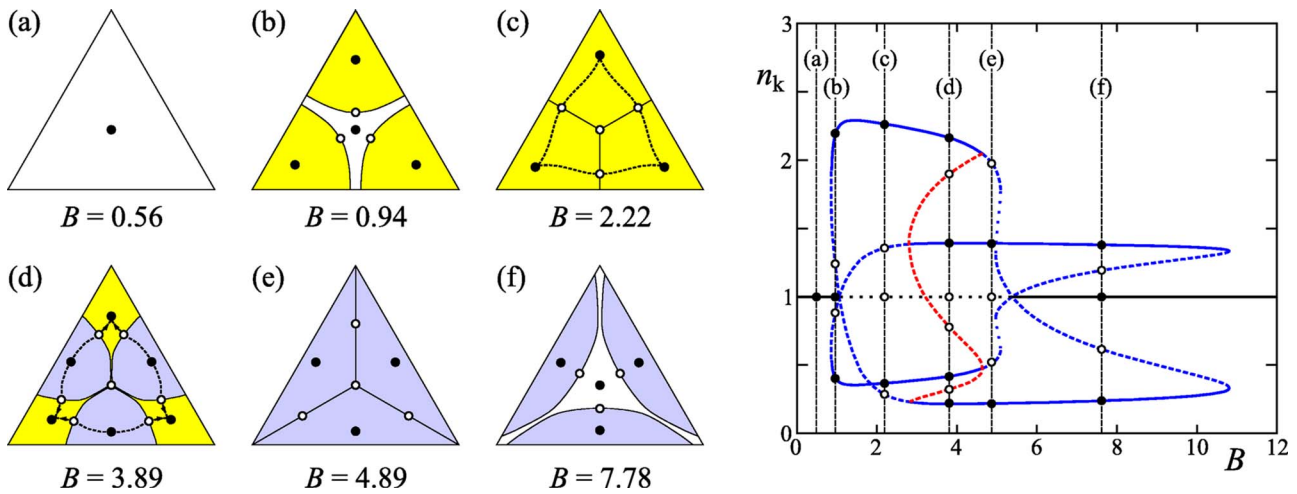 (a)
(b)
(c)
B = 0.56
B = 0.94
B = 2.22
(d)
(e)
(f)
B = 3.89
B = 4.89
B = 7.78
3
nk
(a)
(b)
(c)
(d)
(e)
(f)
2
1
0
0 2 4 6 8 10 B 12